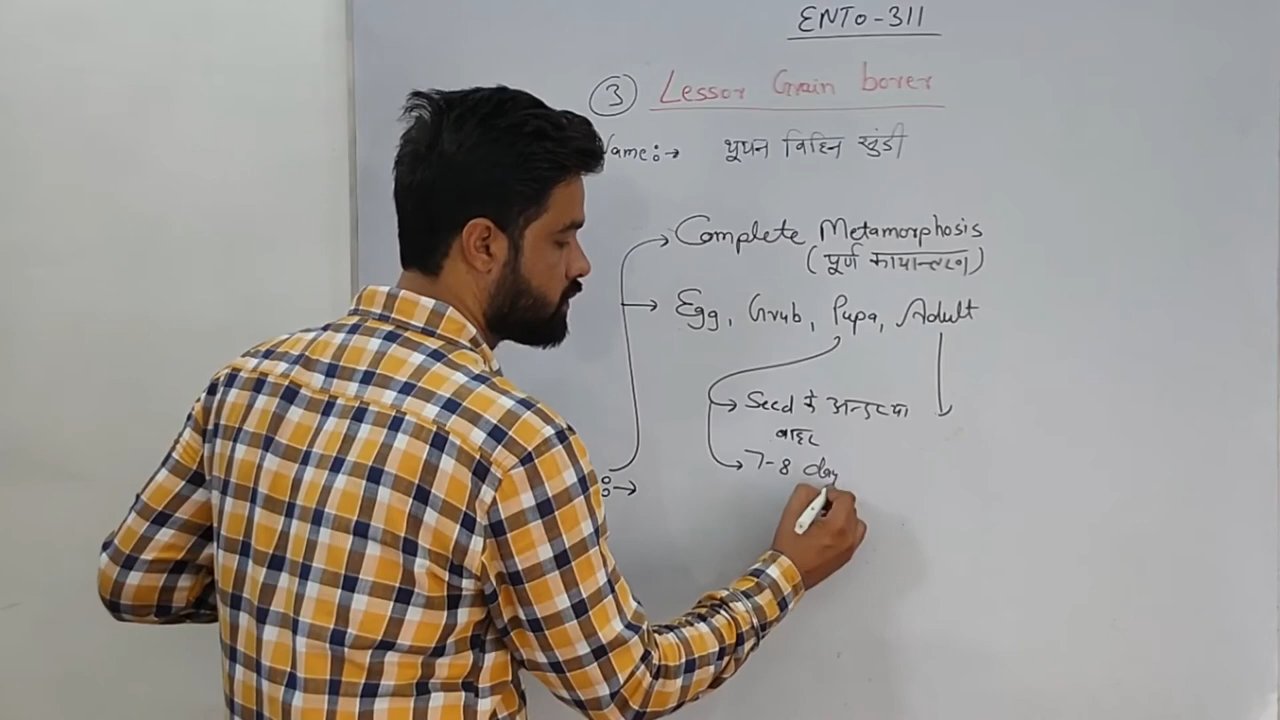 ENTO-311
③ Lessor Grain borer
Name:→ थूथन विहिन सुंडी
Complete Metamorphosis
(पूर्ण कायान्तरण)
Egg, Grub, Pupa, Adult
Seed के अन्दर या
बाहर
7-8 day
:→